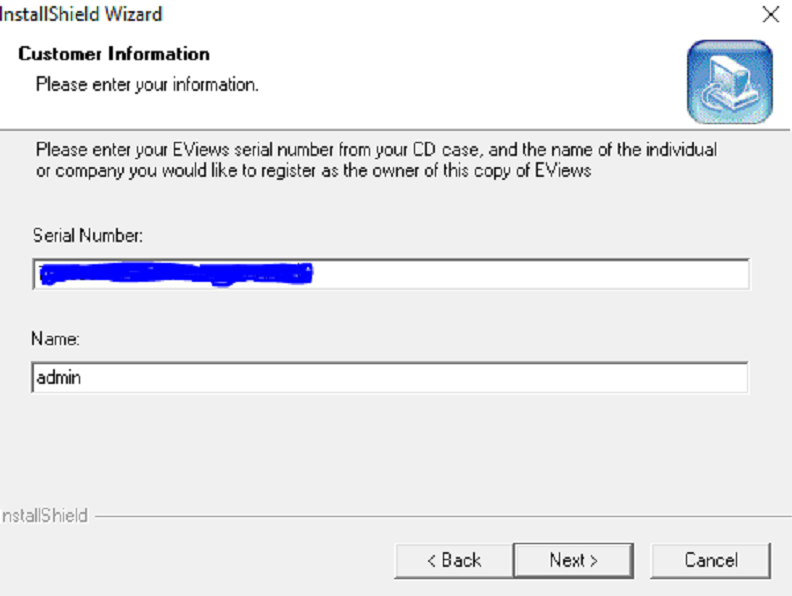 InstallShield Wizard
Customer Information
Please enter your information.
Please enter your EViews serial number from your CD case, and the name of the individual
or company you would like to register as the owner of this copy of EViews
Serial Number:
Name:
admin
nstallShield
< Back Next > Cancel